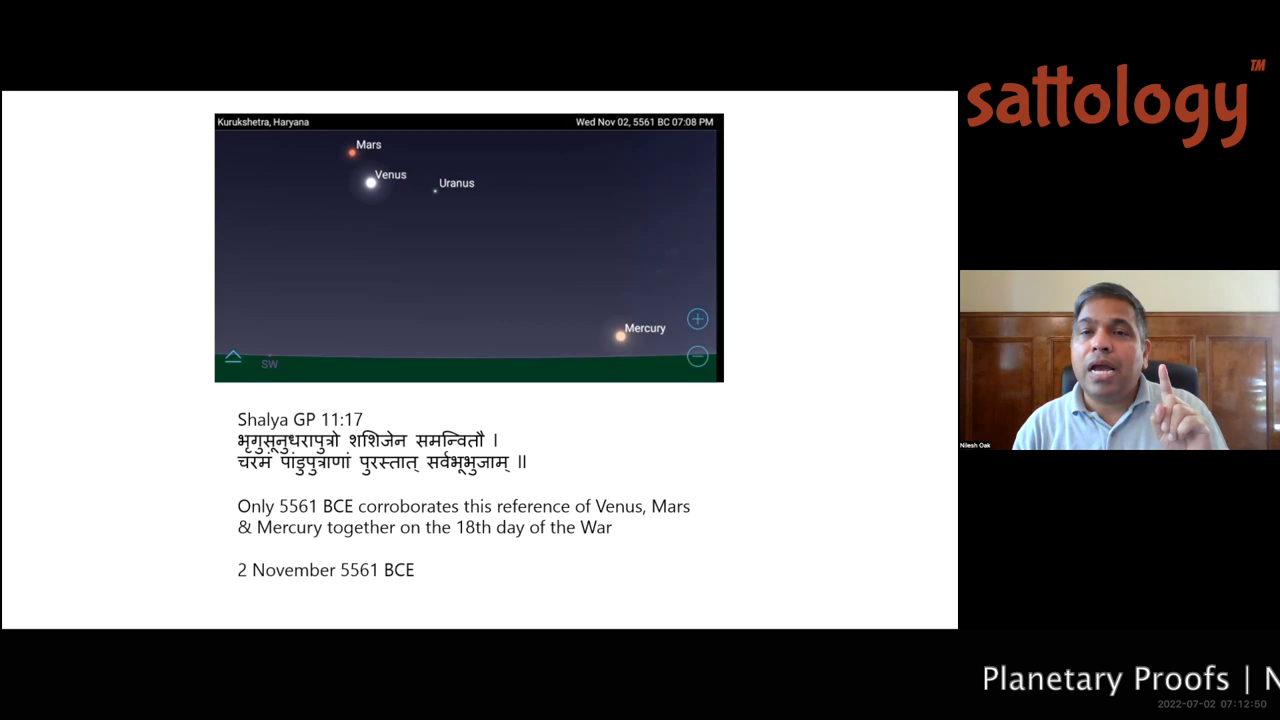 sattology™
Kurukshetra, Haryana
Wed Nov 02, 5561 BC 07:08 PM
Mars
Venus
Uranus
Mercury
SW
Shalya GP 11:17
भृगुसूनुधरापुत्रो शशिजेन समन्वितौ ।
चरमं पांडुपुत्राणां पुरस्तात् सर्वभूभुजाम् ॥
Only 5561 BCE corroborates this reference of Venus, Mars
& Mercury together on the 18th day of the War
2 November 5561 BCE
Nilesh Oak
Planetary Proofs | N
2022-07-02 07:12:50